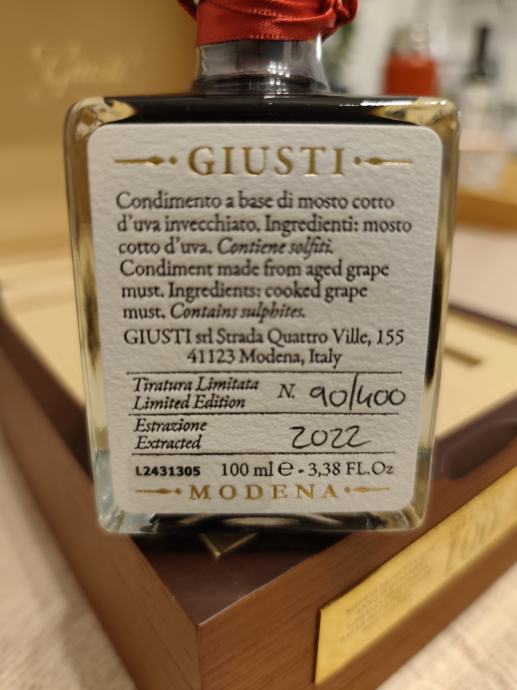 Giusti
GIUSTI
Condimento a base di mosto cotto
d'uva invecchiato. Ingredienti: mosto
cotto d'uva. Contiene solfiti.
Condiment made from aged grape
must. Ingredients: cooked grape
must. Contains sulphites.
GIUSTI srl Strada Quattro Ville, 155
41123 Modena, Italy
Tiratura Limitata
Limited Edition
N. 90/400
Estrazione
Extracted
2022
L2431305 100 ml ℮ - 3,38 FL.Oz
MODENA
100